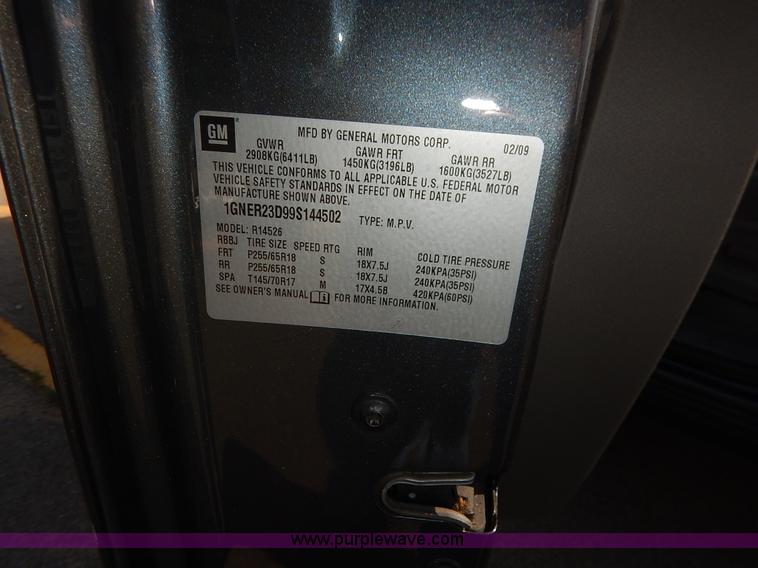 GM
MFD BY GENERAL MOTORS CORP. 02/09
GVWR GAWR FRT GAWR RR
2908KG(6411LB) 1450KG(3196LB) 1600KG(3527LB)
THIS VEHICLE CONFORMS TO ALL APPLICABLE U.S. FEDERAL MOTOR
VEHICLE SAFETY STANDARDS IN EFFECT ON THE DATE OF
MANUFACTURE SHOWN ABOVE.
1GNER23D99S144502 TYPE: M.P.V.
MODEL: R14526
RBBJ TIRE SIZE SPEED RTG RIM COLD TIRE PRESSURE
FRT P255/65R18 S 18X7.5J 240KPA(35PSI)
RR P255/65R18 S 18X7.5J 240KPA(35PSI)
SPA T145/70R17 M 17X4.5B 420KPA(60PSI)
SEE OWNER'S MANUAL i FOR MORE INFORMATION.
www.purplewave.com